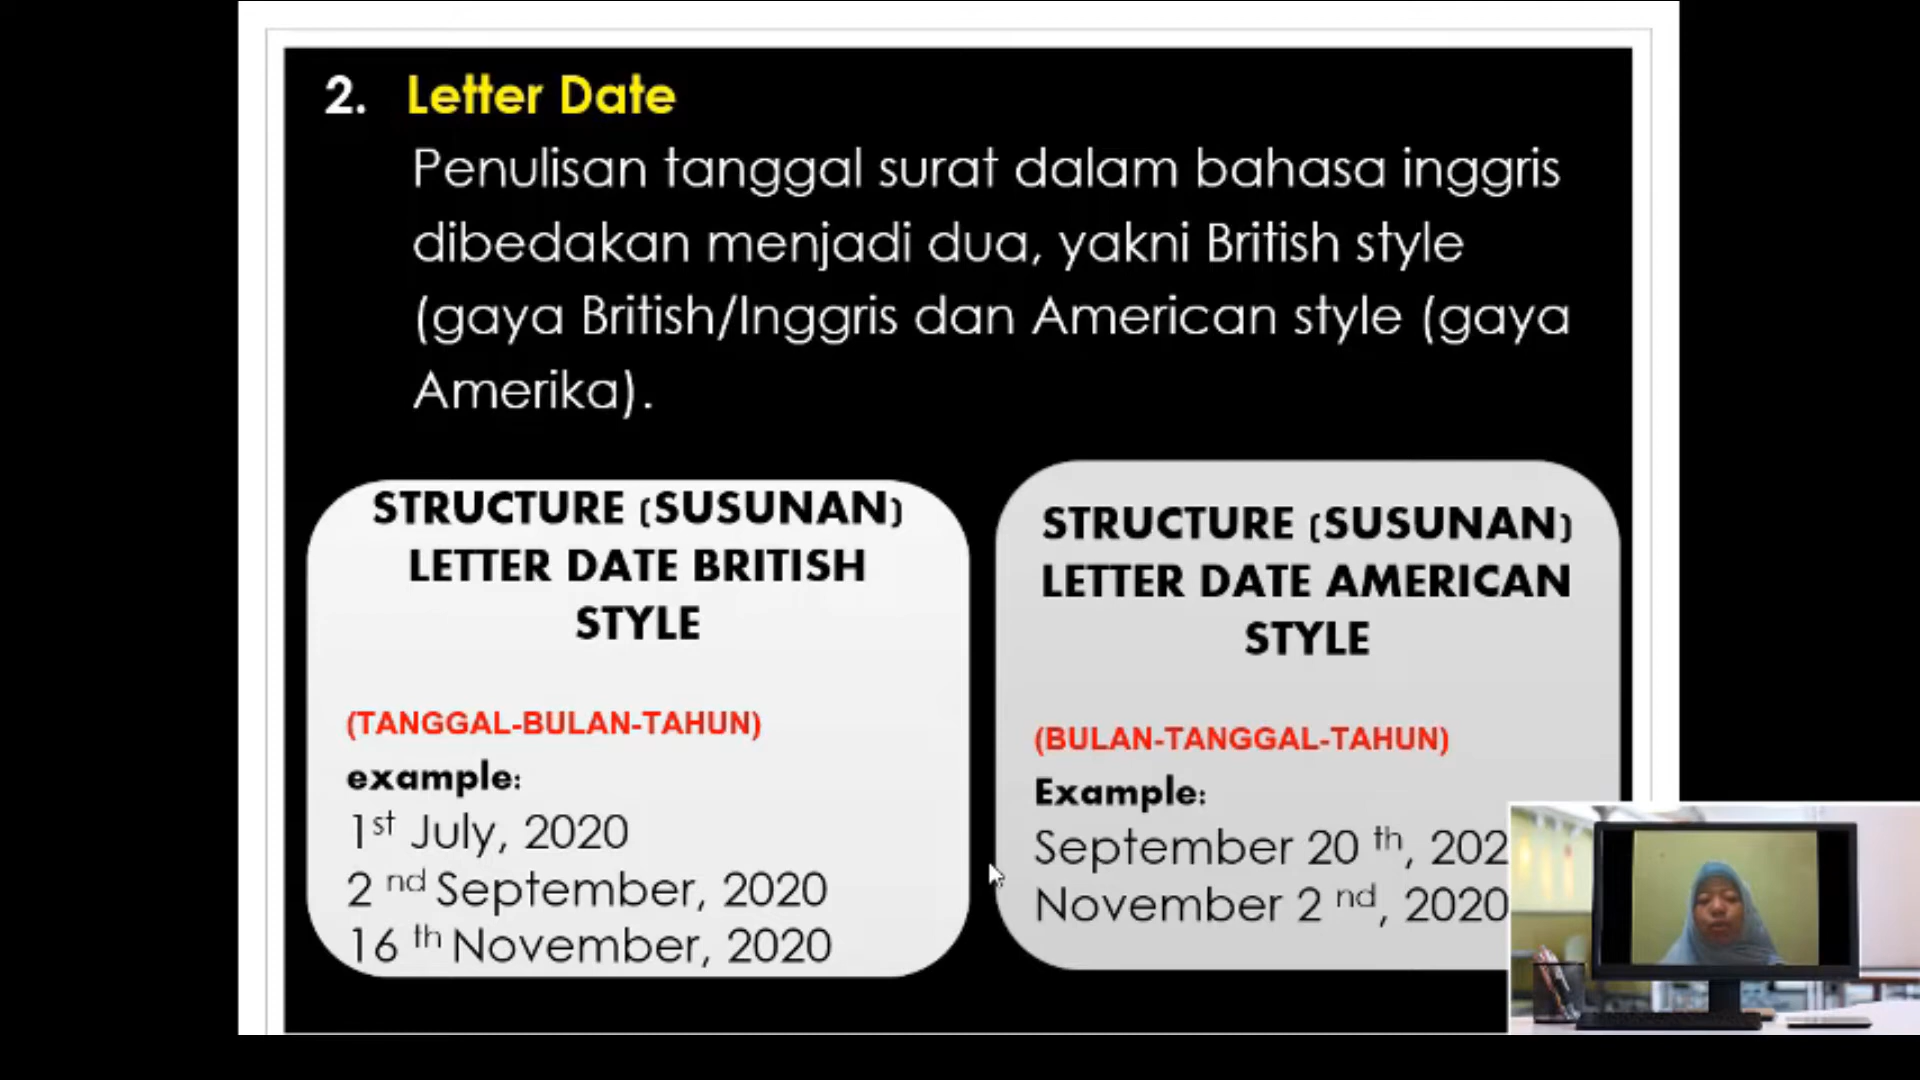 2. Letter Date
Penulisan tanggal surat dalam bahasa inggris
dibedakan menjadi dua, yakni British style
(gaya British/Inggris dan American style (gaya
Amerika).
STRUCTURE (SUSUNAN)
LETTER DATE BRITISH
STYLE
(TANGGAL-BULAN-TAHUN)
example:
1st July, 2020
2 nd September, 2020
16 th November, 2020
STRUCTURE (SUSUNAN)
LETTER DATE AMERICAN
STYLE
(BULAN-TANGGAL-TAHUN)
Example:
September 20 th, 202
November 2 nd, 2020